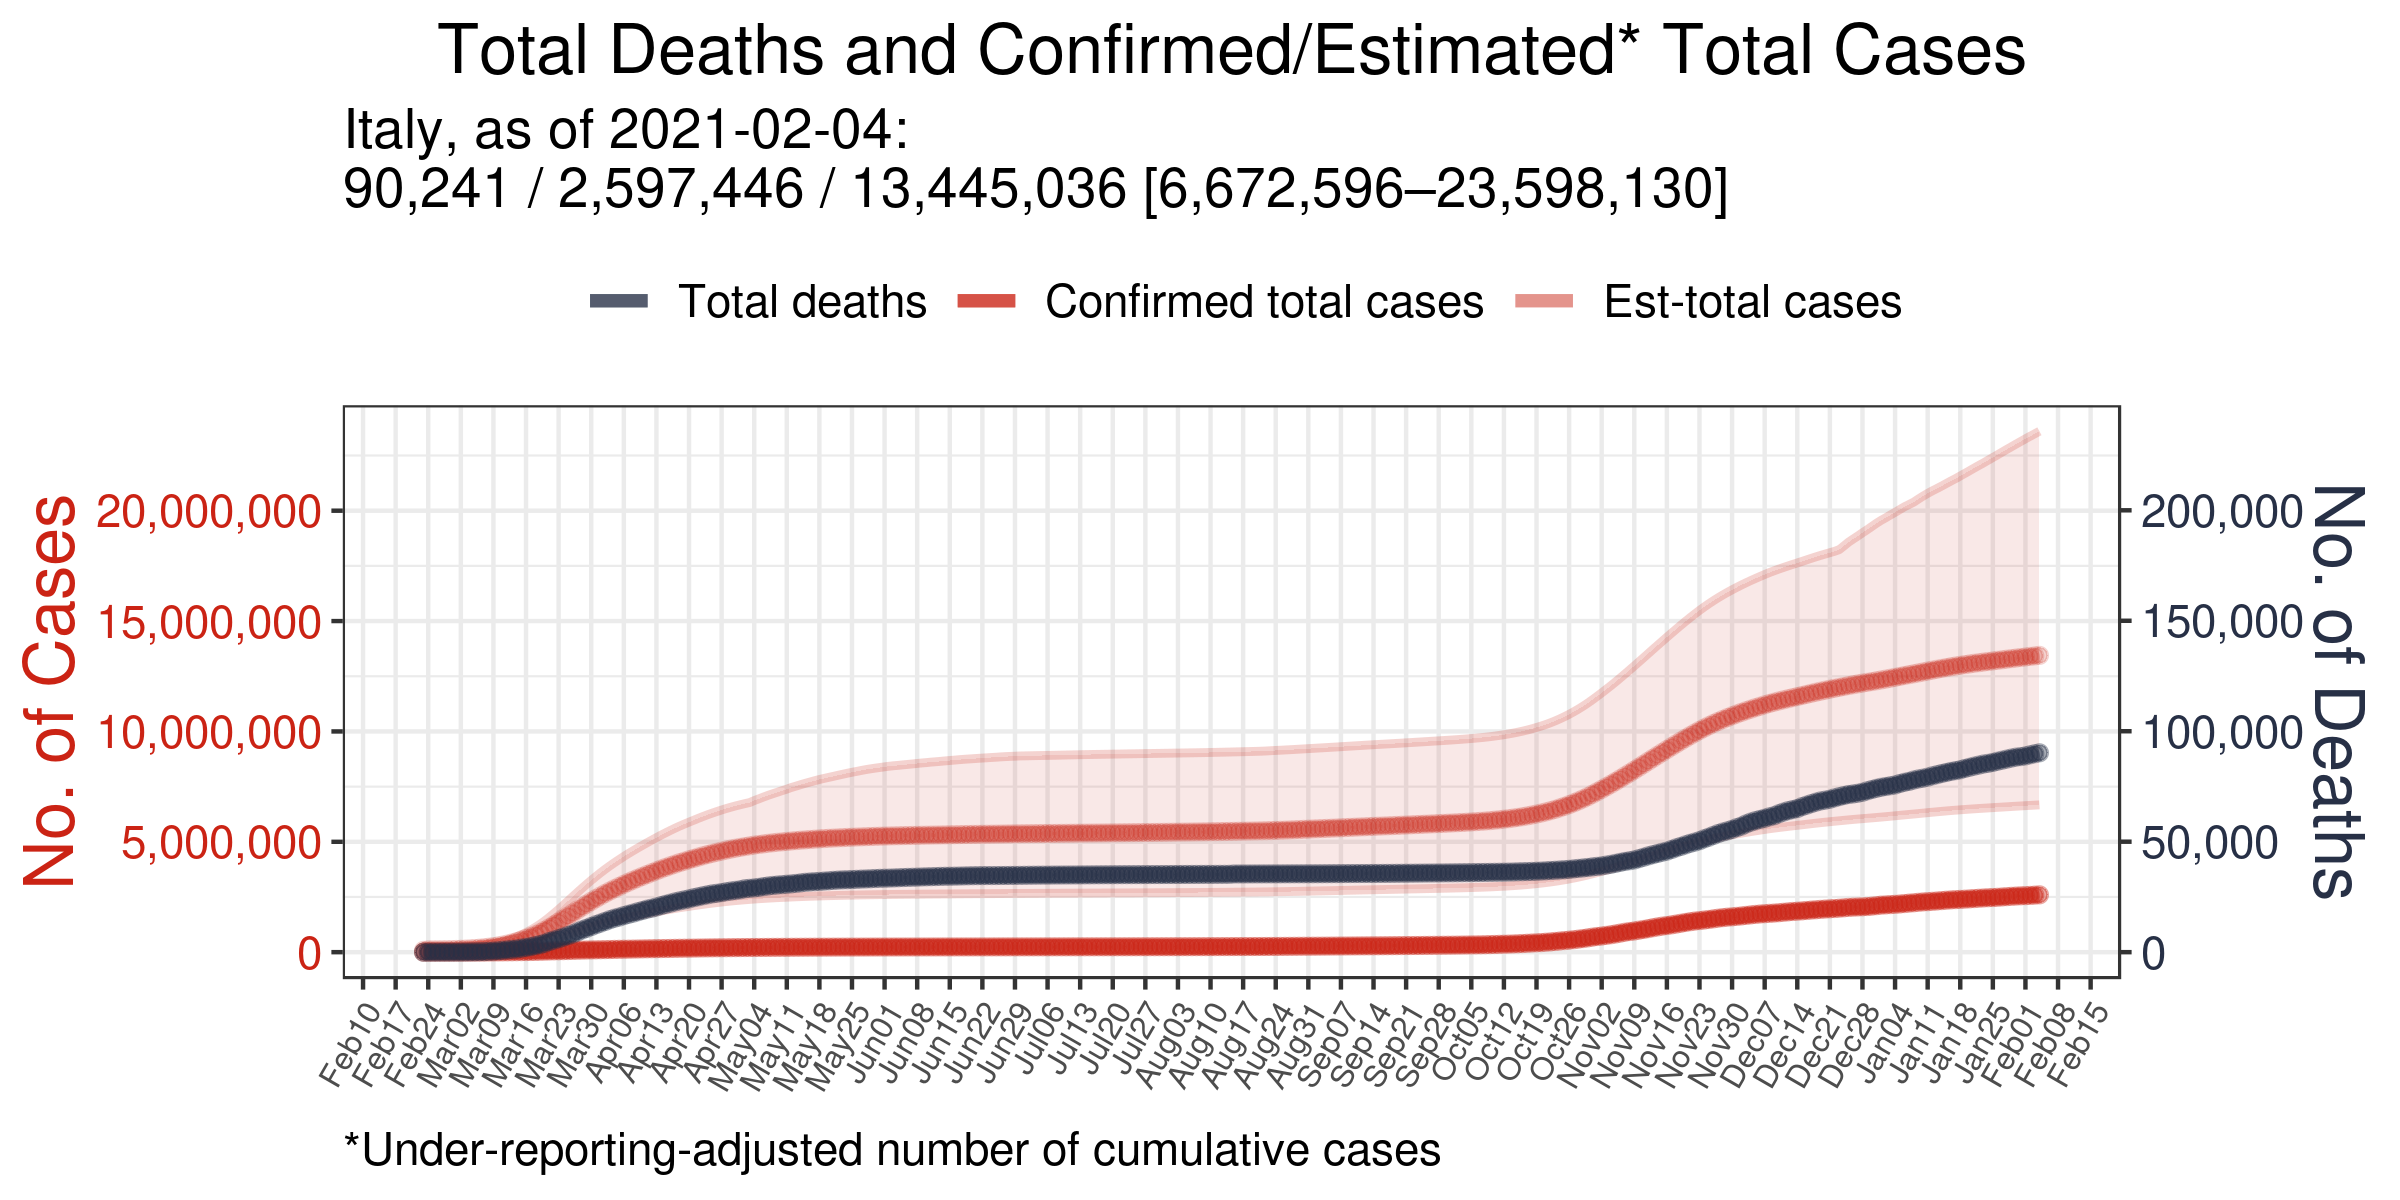 Total Deaths and Confirmed/Estimated* Total Cases
Italy, as of 2021-02-04:
90,241 / 2,597,446 / 13,445,036 [6,672,596–23,598,130]
Total deaths
Confirmed total cases
Est-total cases
No. of Cases
20,000,000
15,000,000
10,000,000
5,000,000
0
200,000
150,000
100,000
50,000
0
No. of Deaths
Feb10
Feb17
Feb24
Mar02
Mar09
Mar16
Mar23
Mar30
Apr06
Apr13
Apr20
Apr27
May04
May11
May18
May25
Jun01
Jun08
Jun15
Jun22
Jun29
Jul06
Jul13
Jul20
Jul27
Aug03
Aug10
Aug17
Aug24
Aug31
Sep07
Sep14
Sep21
Sep28
Oct05
Oct12
Oct19
Oct26
Nov02
Nov09
Nov16
Nov23
Nov30
Dec07
Dec14
Dec21
Dec28
Jan04
Jan11
Jan18
Jan25
Feb01
Feb08
Feb15
*Under-reporting-adjusted number of cumulative cases